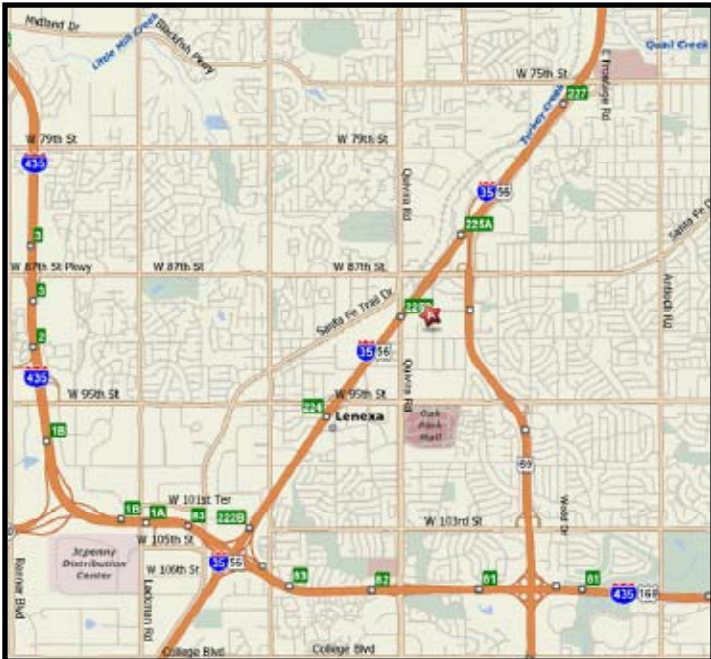 Midland Dr
Little Mill Creek
Blackfish Pkwy
Quail Creek
W 75th St
E Frontage Rd
227
Turkey Creek
W 79th St
W 79th St
435
Quivira Rd
35 56
225A
Santa Fe D
3
W 87th St Pkwy
W 87th St
W 87th St
3
Antioch Rd
Santa Fe Trail Dr
2
35 56
435
Quivira Rd
W 95th St
W 95th St
224
Lenexa
Oak
Park
Mall
1B
69
W 101st Ter
1B
1A
83
222B
W 103rd St
W 105th St
Jcpenny
Distribution
Center
W 106th St
35 56
83
82
81
81
435 169
Renner Blvd
Lackman Rd
College Blvd
College Blvd